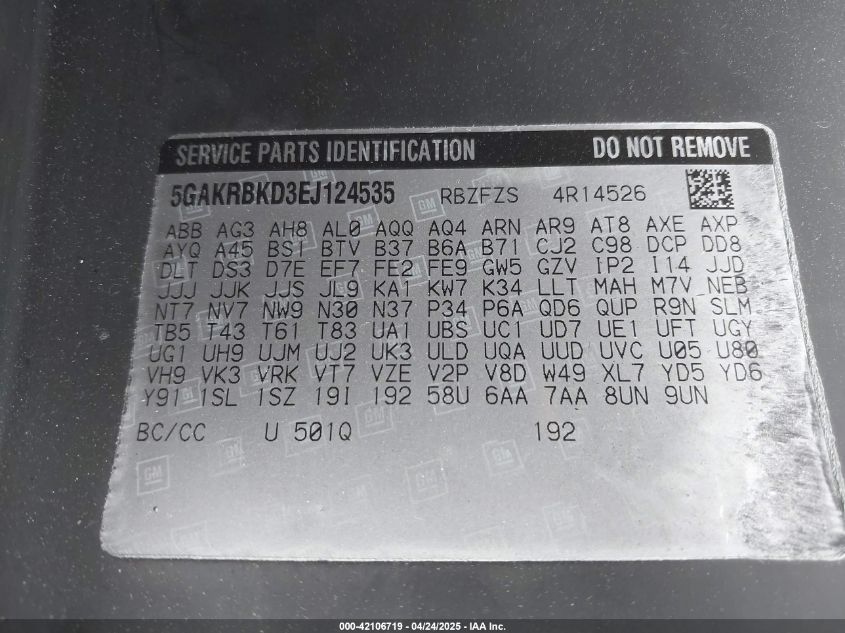 SERVICE PARTS IDENTIFICATION DO NOT REMOVE
5GAKRBKD3EJ124535 RBZFZS 4R14526
ABB AG3 AH8 AL0 AQQ AQ4 ARN AR9 AT8 AXE AXP
AYQ A45 BS1 BTV B37 B6A B71 CJ2 C98 DCP DD8
DLT DS3 D7E EF7 FE2 FE9 GW5 GZV IP2 I14 JJD
JJJ JJK JJS JL9 KA1 KW7 K34 LLT MAH M7V NEB
NT7 NV7 NW9 N30 N37 P34 P6A QD6 QUP R9N SLM
TB5 T43 T61 T83 UA1 UBS UC1 UD7 UE1 UFT UGY
UG1 UH9 UJM UJ2 UK3 ULD UQA UUD UVC U05 U80
VH9 VK3 VRK VT7 VZE V2P V8D W49 XL7 YD5 YD6
Y91 1SL 1SZ 19I 192 58U 6AA 7AA 8UN 9UN
BC/CC U 501Q 192
000-42106719 - 04/24/2025 - IAA Inc.